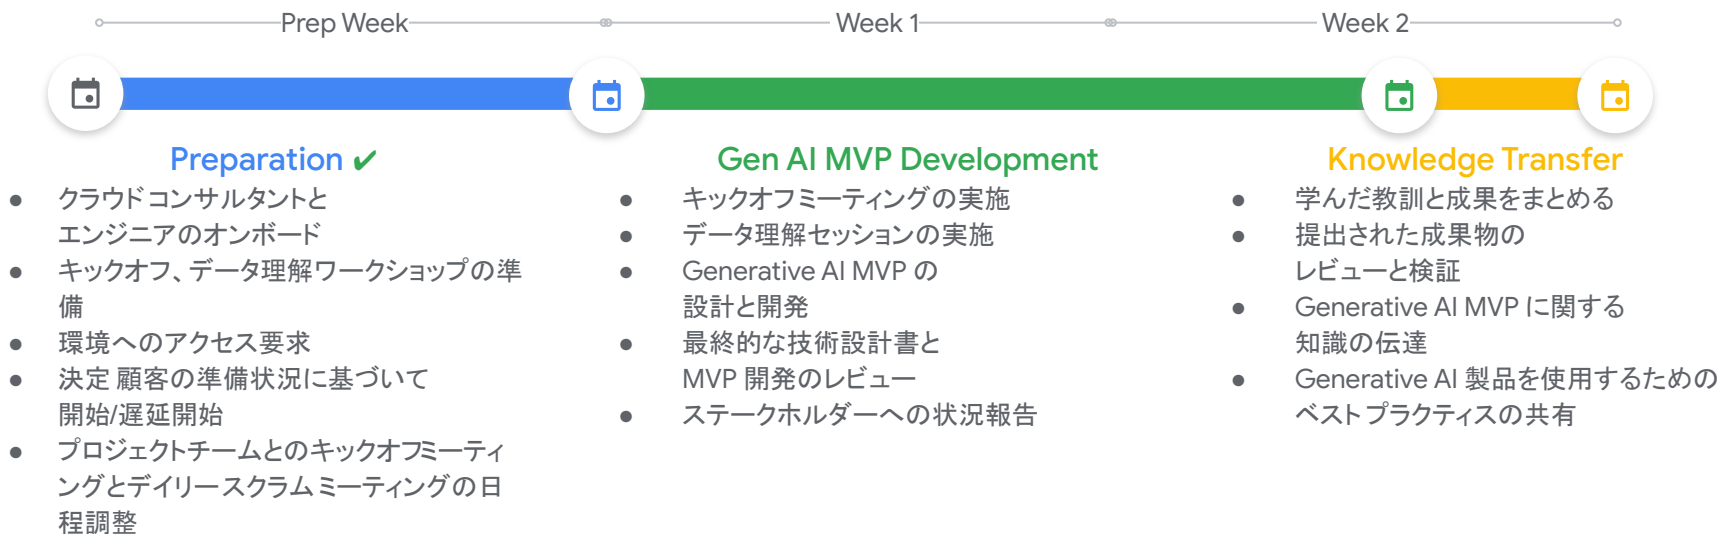 Prep Week
Week 1
Week 2
Preparation ✔
● クラウド コンサルタントと
エンジニアのオンボード
● キックオフ、データ理解ワークショップの準
備
● 環境へのアクセス要求
● 決定 顧客の準備状況に基づいて
開始/遅延開始
● プロジェクトチームとのキックオフミーティ
ングとデイリースクラム ミーティングの日
程調整
Gen AI MVP Development
● キックオフ ミーティングの実施
● データ理解セッションの実施
● Generative AI MVP の
設計と開発
● 最終的な技術設計書と
MVP 開発のレビュー
● ステークホルダーへの状況報告
Knowledge Transfer
● 学んだ教訓と成果をまとめる
● 提出された成果物の
レビューと検証
● Generative AI MVP に関する
知識の伝達
● Generative AI 製品を使用するための
ベスト プラクティスの共有